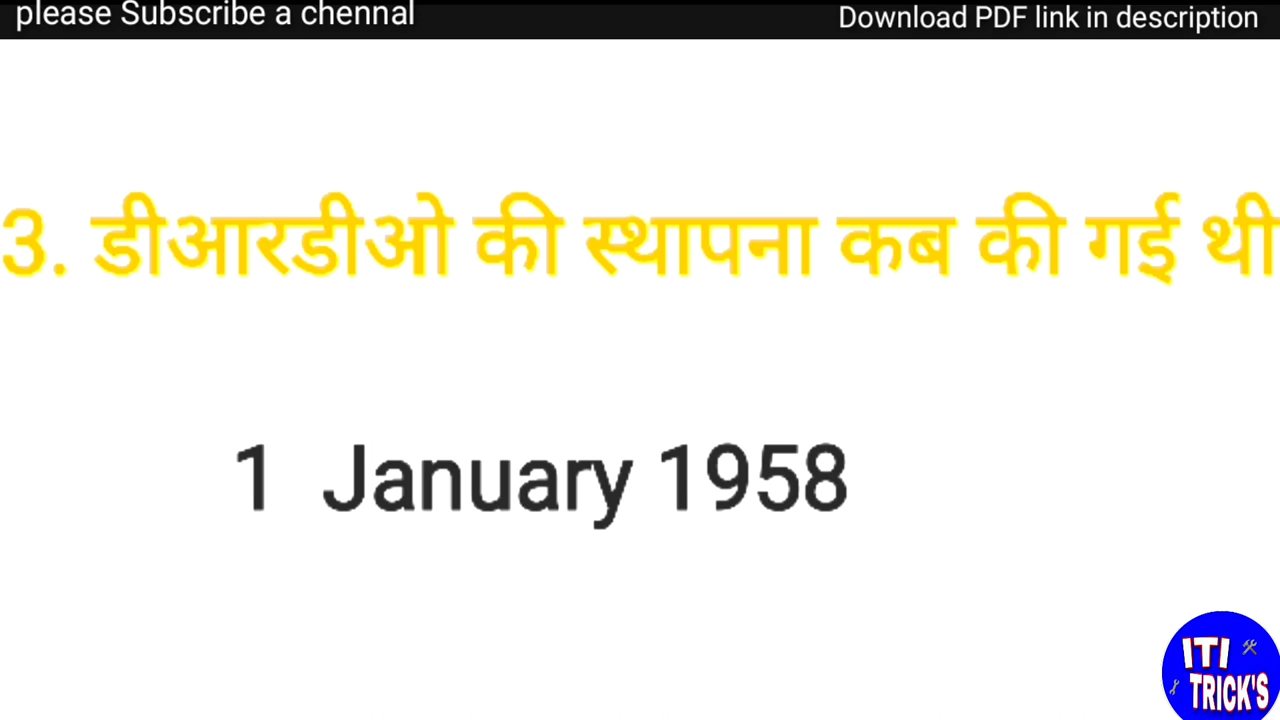 please Subscribe a chennal
Download PDF link in description
3. डीआरडीओ की स्थापना कब की गई थी
1 January 1958
ITI
TRICK'S